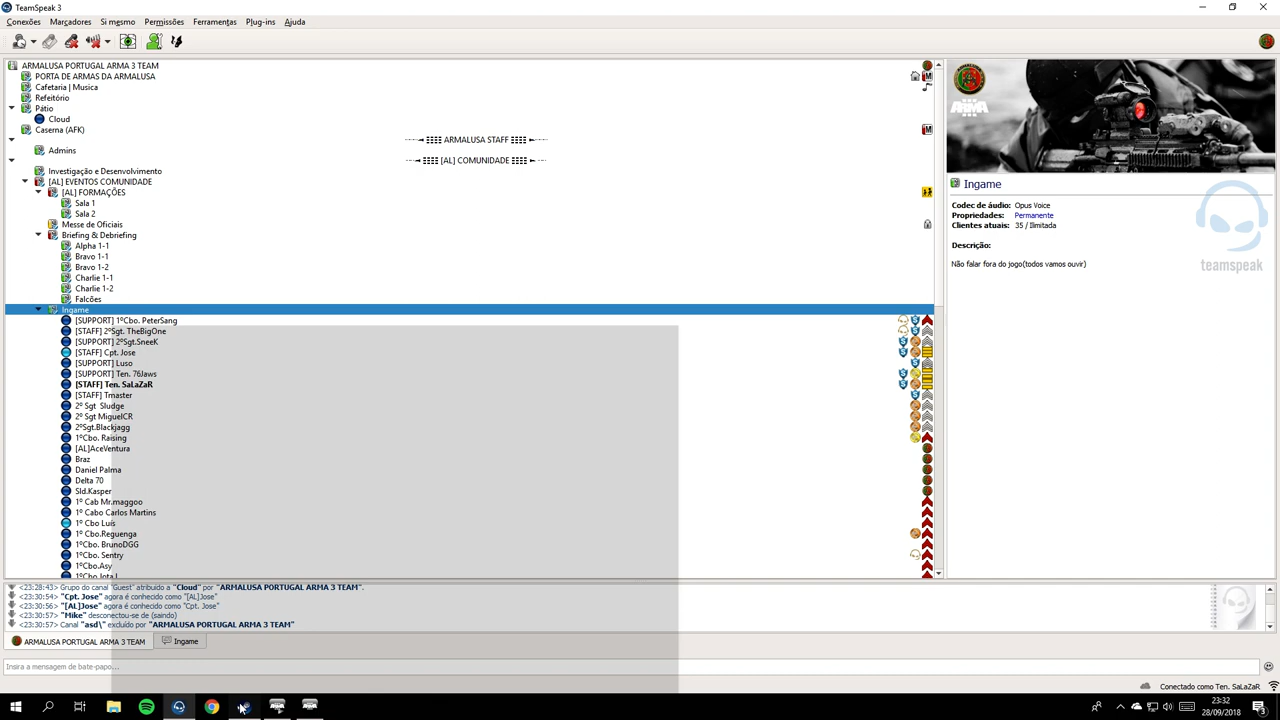 TeamSpeak 3
Conexões Marcadores Si mesmo Permissões Ferramentas Plug-ins Ajuda
ARMALUSA PORTUGAL ARMA 3 TEAM
PORTA DE ARMAS DA ARMALUSA
Cafetaria | Musica
Refeitório
Pátio
Cloud
Caserna (AFK)
ARMALUSA STAFF
Admins
[AL] COMUNIDADE
Investigação e Desenvolvimento
[AL] EVENTOS COMUNIDADE
[AL] FORMAÇÕES
Sala 1
Sala 2
Messe de Oficiais
Briefing & Debriefing
Alpha 1-1
Bravo 1-1
Bravo 1-2
Charlie 1-1
Charlie 1-2
Falcões
Ingame
[SUPPORT] 1ºCbo. PeterSang
[STAFF] 2ºSgt. TheBigOne
[SUPPORT] 2ºSgt.SneeK
[STAFF] Cpt. Jose
[SUPPORT] Luso
[SUPPORT] Ten. 76Jaws
[STAFF] Ten. SaLaZaR
[STAFF] Tmaster
2º Sgt Sludge
2º Sgt MiguelCR
2ºSgt.Blackjagg
1ºCbo. Raising
[AL]AceVentura
Braz
Daniel Palma
Delta 70
Sld.Kasper
1º Cab Mr.maggoo
1º Cabo Carlos Martins
1º Cbo Luís
1º Cbo.Reguenga
1º Cbo. BrunoDGG
1ºCbo. Sentry
1ºCbo.Asy
ARMA
Ingame
Codec de áudio: Opus Voice
Propriedades: Permanente
Clientes atuais: 35 / Ilimitada
Descrição:
Não falar fora do jogo(todos vamos ouvir)
teamspeak
<23:28:43> Grupo do canal "Guest" atribuido a "Cloud" por "ARMALUSA PORTUGAL ARMA 3 TEAM".
<23:30:54> "Cpt. Jose" agora é conhecido como "[AL]Jose"
<23:30:56> "[AL]Jose" agora é conhecido como "Cpt. Jose"
<23:30:57> "Mike" desconectou-se de (saindo)
<23:30:57> Canal "asd\" excluído por "ARMALUSA PORTUGAL ARMA 3 TEAM"
ARMALUSA PORTUGAL ARMA 3 TEAM Ingame
Insira a mensagem de bate-papo...
Conectado como Ten. SaLaZaR
23:32
28/09/2018
3